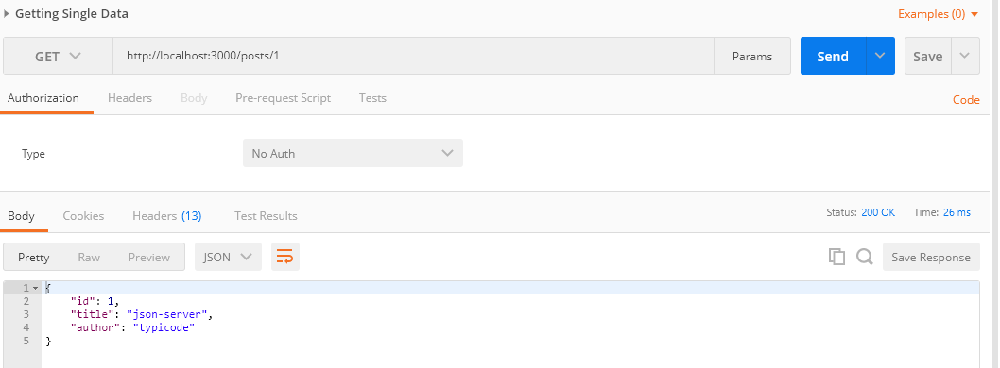 Getting Single Data Examples (0)
GET http://localhost:3000/posts/1 Params Send Save
Authorization Headers Body Pre-request Script Tests Code
Type No Auth
Body Cookies Headers (13) Test Results Status: 200 OK Time: 26 ms
Pretty Raw Preview JSON Save Response
1 {
2 "id": 1,
3 "title": "json-server",
4 "author": "typicode"
5 }